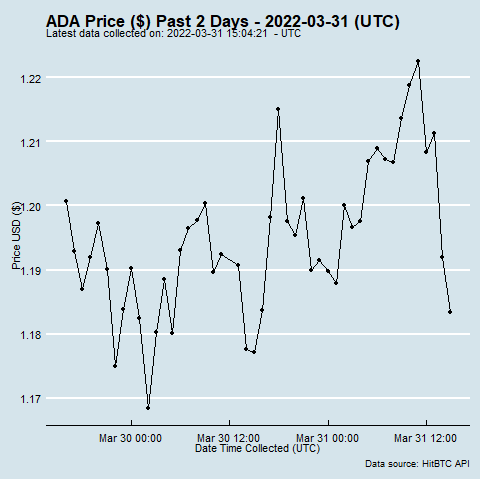 ADA Price ($) Past 2 Days - 2022-03-31 (UTC)
Latest data collected on: 2022-03-31 15:04:21  - UTC
Price USD ($)
1.22
1.21
1.20
1.19
1.18
1.17
Mar 30 00:00
Mar 30 12:00
Mar 31 00:00
Mar 31 12:00
Date Time Collected (UTC)
Data source: HitBTC API